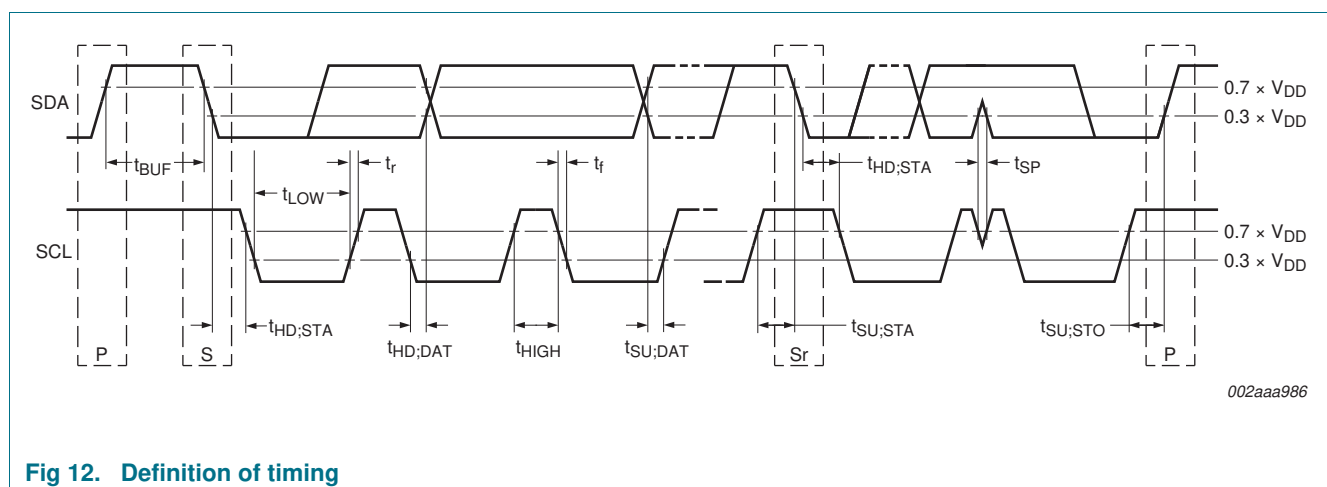 SDA
0.7 × VDD
0.3 × VDD
tBUF
tr
tf
tHD;STA
tSP
tLOW
SCL
0.7 × VDD
0.3 × VDD
tHD;STA
tHD;DAT
tHIGH
tSU;DAT
tSU;STA
tSU;STO
P
S
Sr
P
002aaa986
Fig 12. Definition of timing